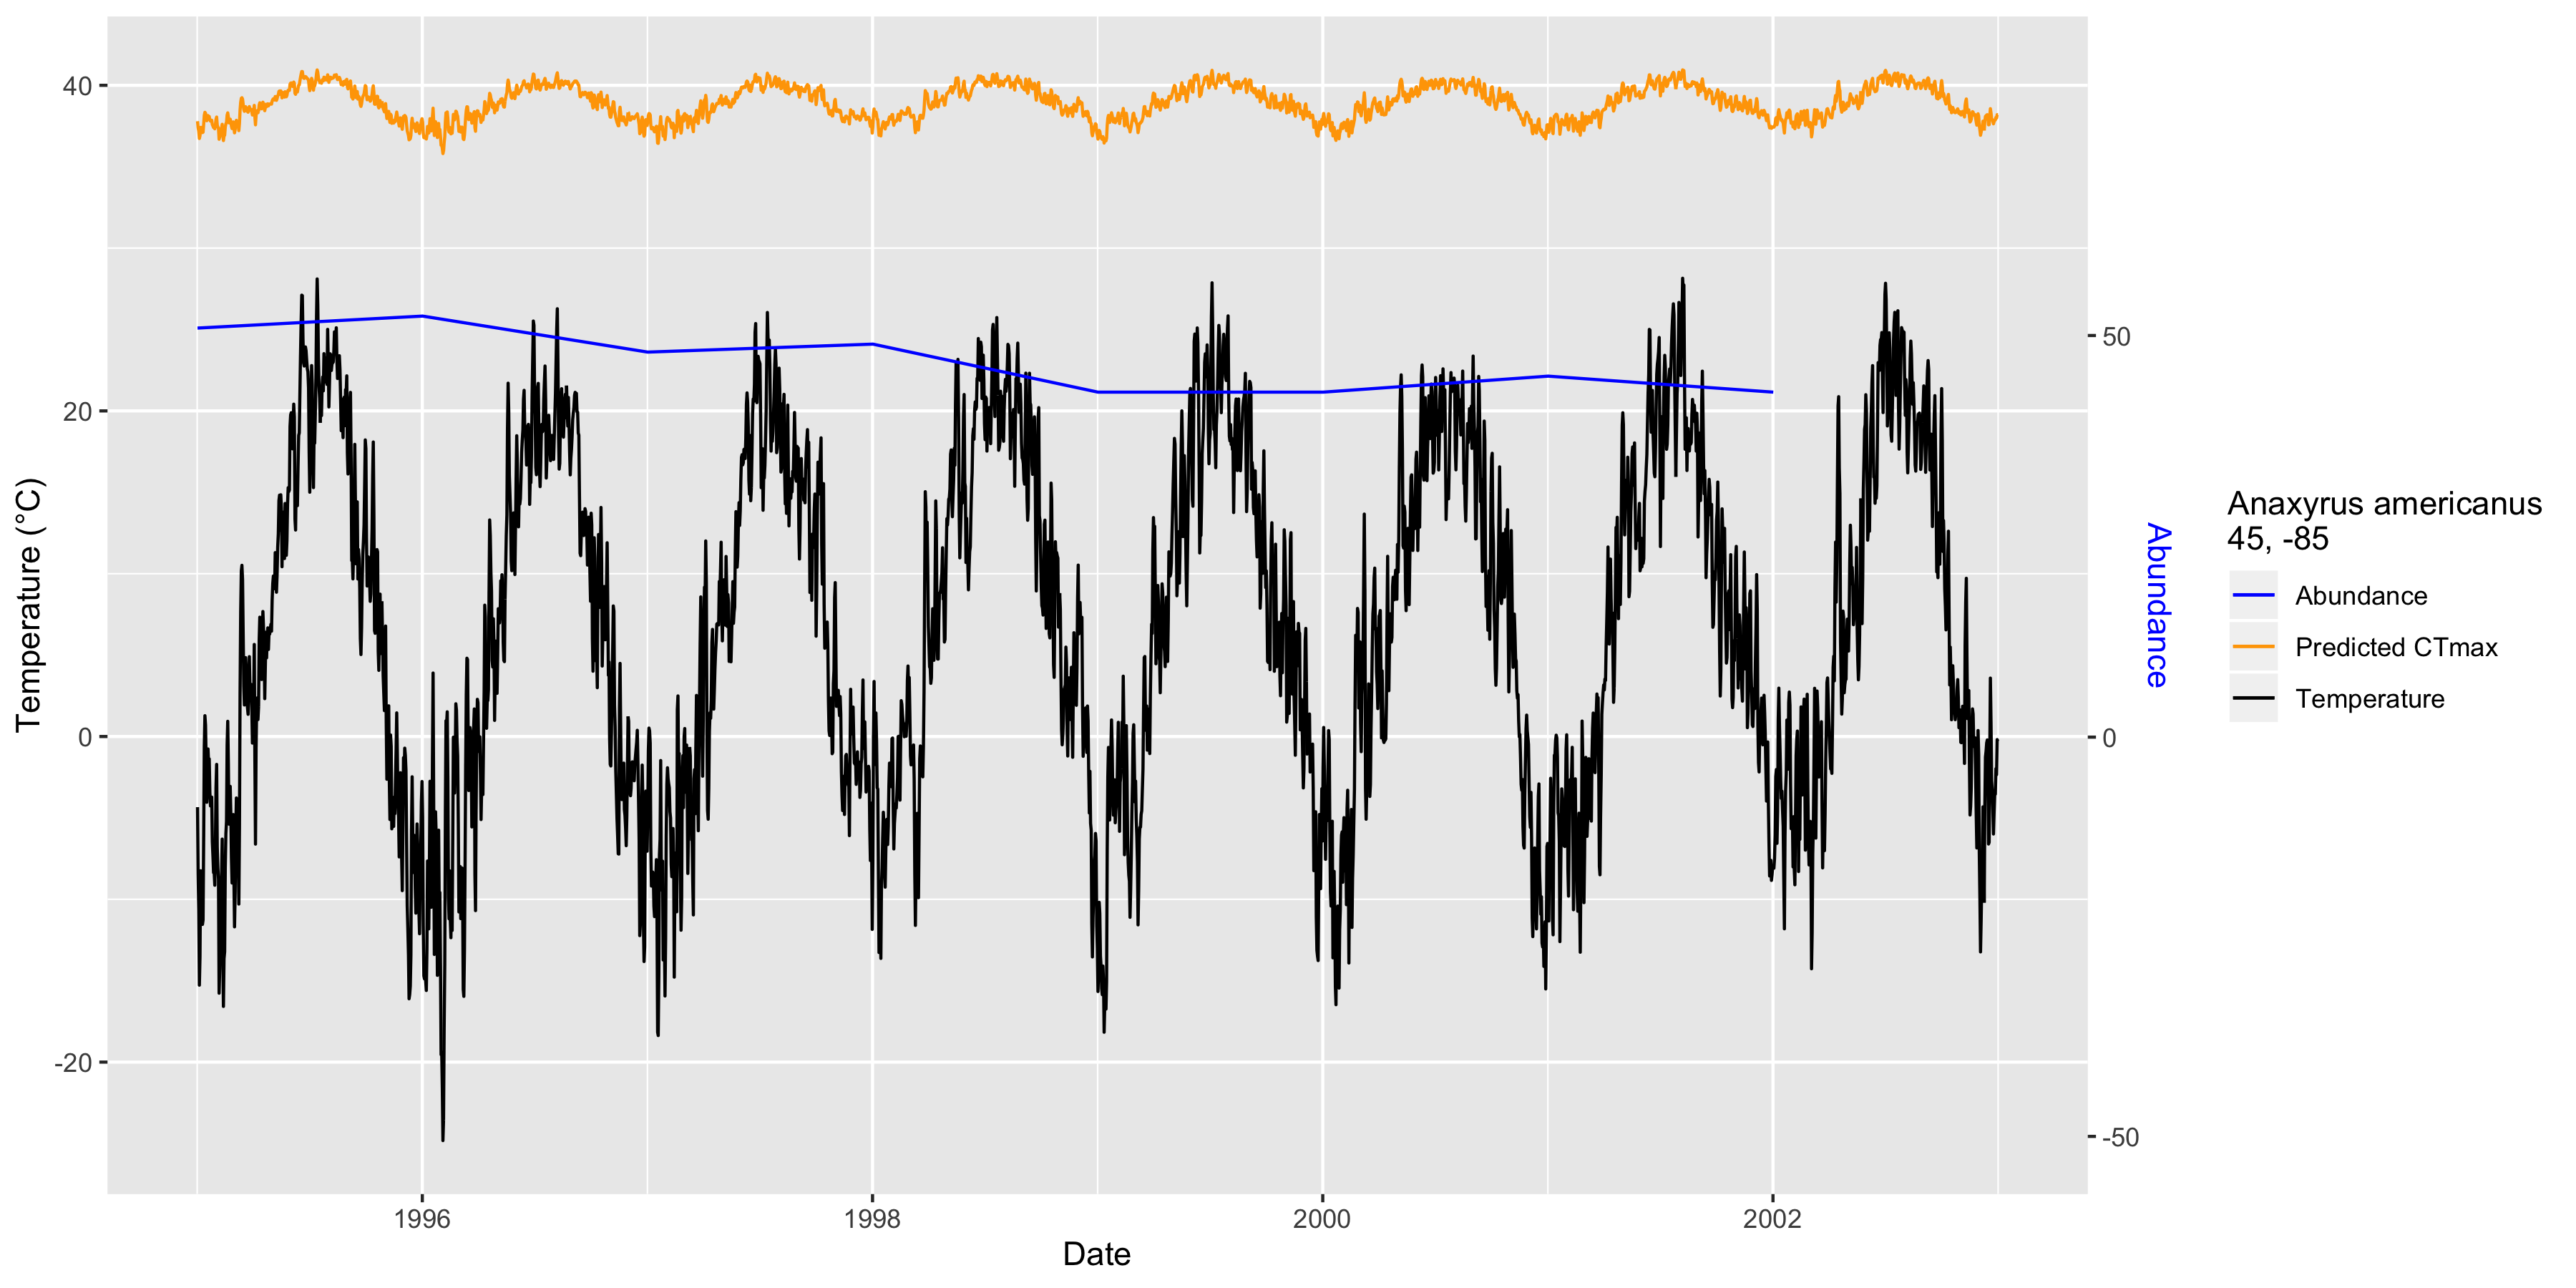 40
20
0
-20
Temperature (°C)
1996
1998
2000
2002
Date
50
0
-50
Abundance
Anaxyrus americanus
45, -85
Abundance
Predicted CTmax
Temperature